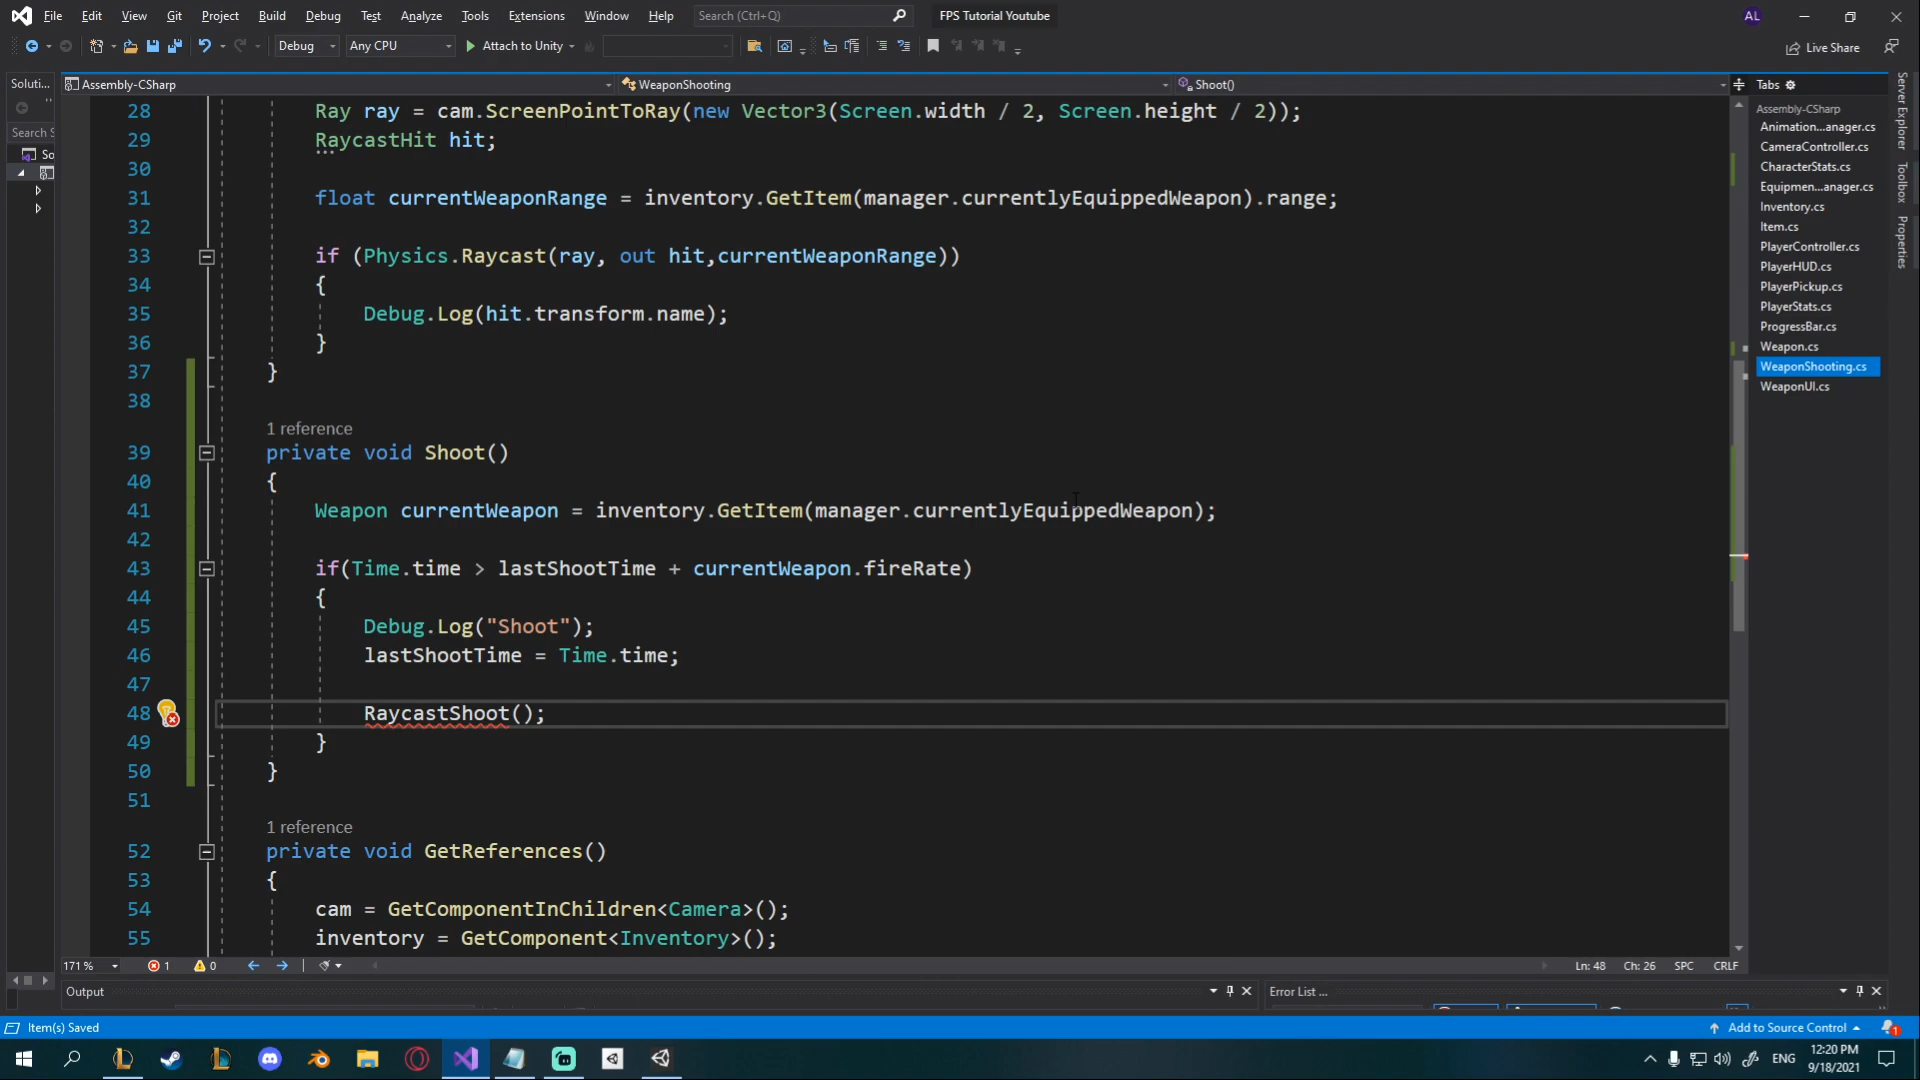 File Edit View Git Project Build Debug Test Analyze Tools Extensions Window Help Search (Ctrl+Q) FPS Tutorial Youtube AL
Debug Any CPU Attach to Unity Live Share
Soluti...
Search S
So
Assembly-CSharp WeaponShooting Shoot()
28 Ray ray = cam.ScreenPointToRay(new Vector3(Screen.width / 2, Screen.height / 2));
29 RaycastHit hit;
30
31 float currentWeaponRange = inventory.GetItem(manager.currentlyEquippedWeapon).range;
32
33 if (Physics.Raycast(ray, out hit,currentWeaponRange))
34 {
35 Debug.Log(hit.transform.name);
36 }
37 }
38
1 reference
39 private void Shoot()
40 {
41 Weapon currentWeapon = inventory.GetItem(manager.currentlyEquippedWeapon);
42
43 if(Time.time > lastShootTime + currentWeapon.fireRate)
44 {
45 Debug.Log("Shoot");
46 lastShootTime = Time.time;
47
48 RaycastShoot();
49 }
50 }
51
1 reference
52 private void GetReferences()
53 {
54 cam = GetComponentInChildren<Camera>();
55 inventory = GetComponent<Inventory>();
Tabs
Assembly-CSharp
Animation...anager.cs
CameraController.cs
CharacterStats.cs
Equipmen...anager.cs
Inventory.cs
Item.cs
PlayerController.cs
PlayerHUD.cs
PlayerPickup.cs
PlayerStats.cs
ProgressBar.cs
Weapon.cs
WeaponShooting.cs
WeaponUI.cs
Server Explorer
Toolbox
Properties
171 % 1 0 Ln: 48 Ch: 26 SPC CRLF
Output Error List ...
Item(s) Saved Add to Source Control 1
ENG 12:20 PM
9/18/2021